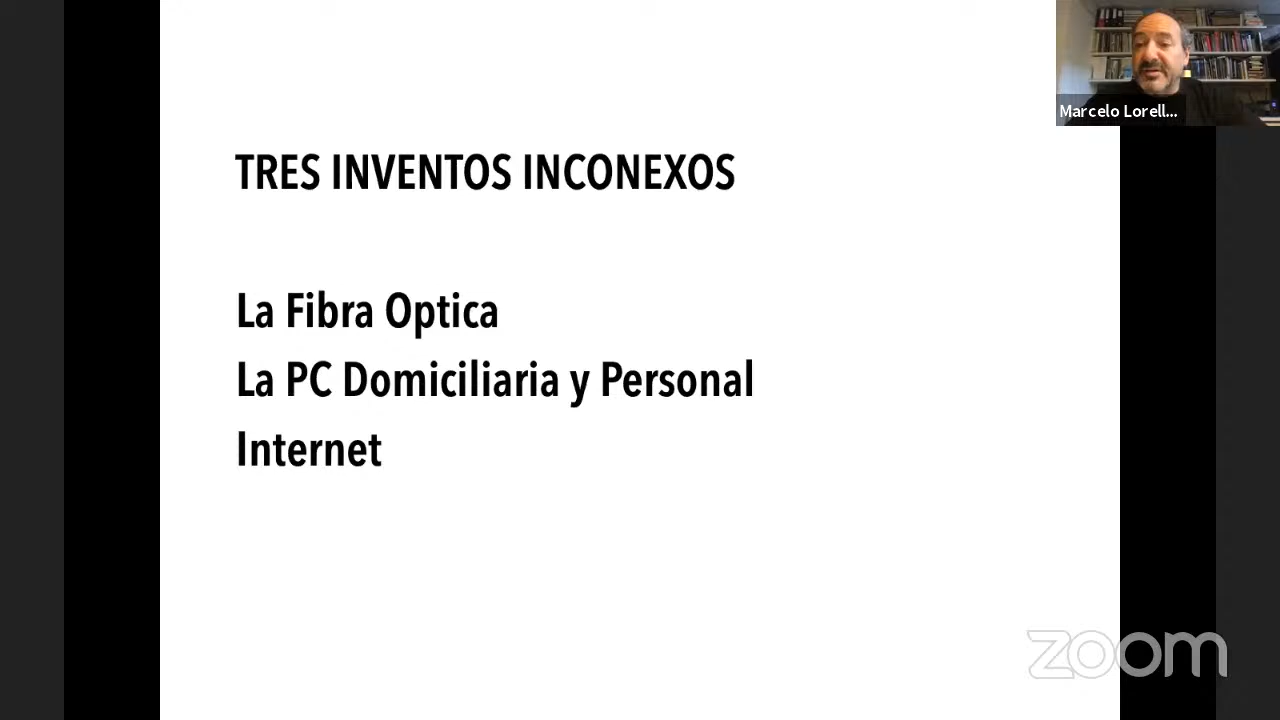 Marcelo Lorell...
TRES INVENTOS INCONEXOS
La Fibra Optica
La PC Domiciliaria y Personal
Internet
zoom